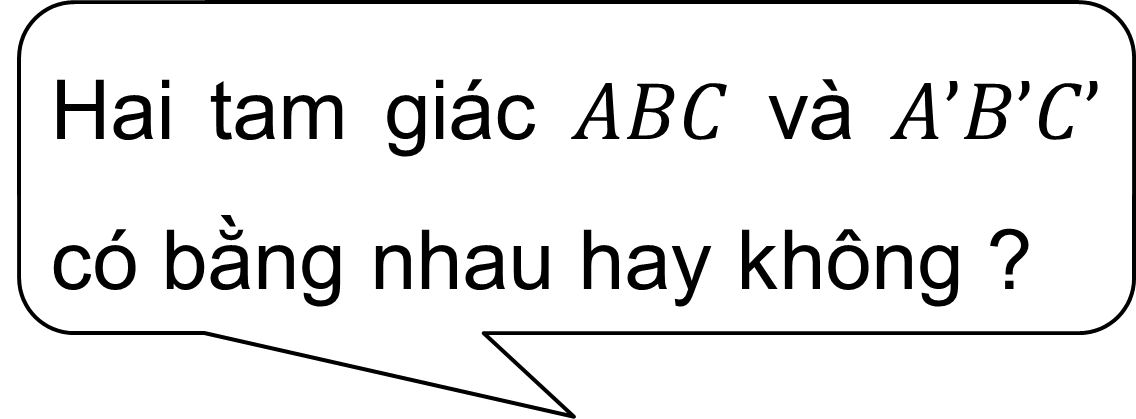 Hai tam giác ABC và A’B’C’
có bằng nhau hay không ?